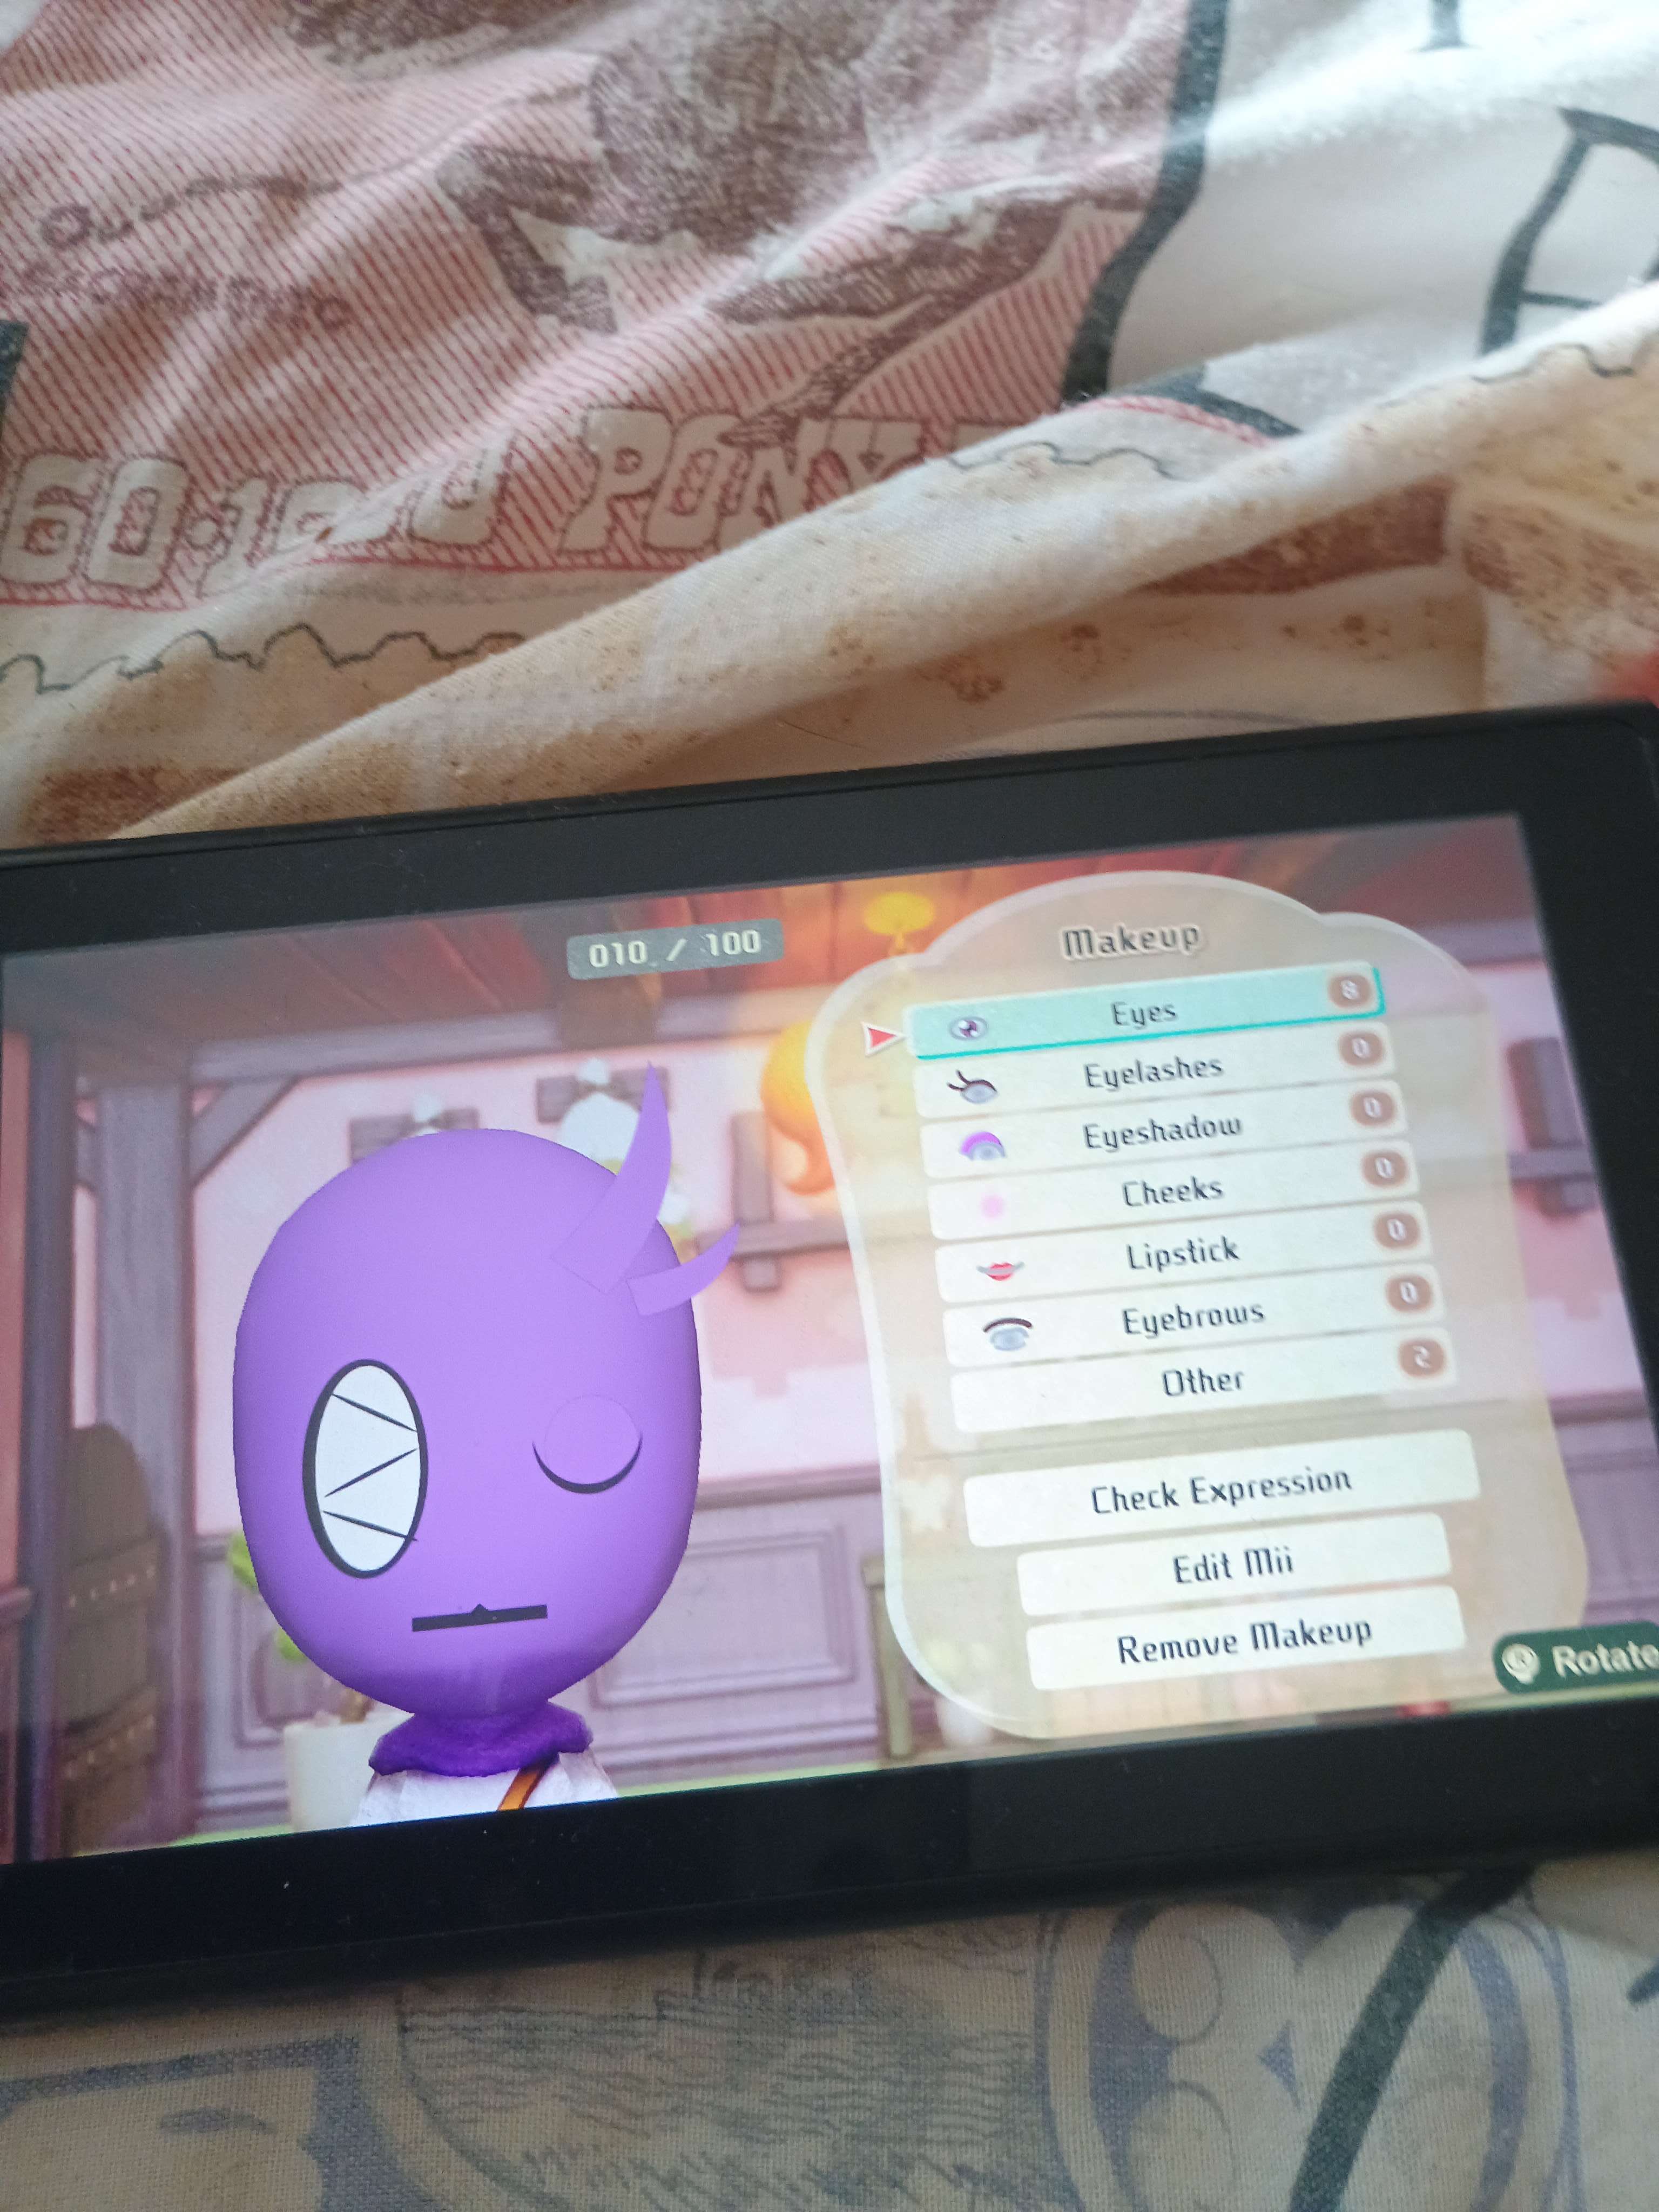 PONY
010 / 100
Makeup
Eyes 8
Eyelashes 0
Eyeshadow 0
Cheeks 0
Lipstick 0
Eyebrows 0
Other 2
Check Expression
Edit Mii
Remove Makeup
R Rotate